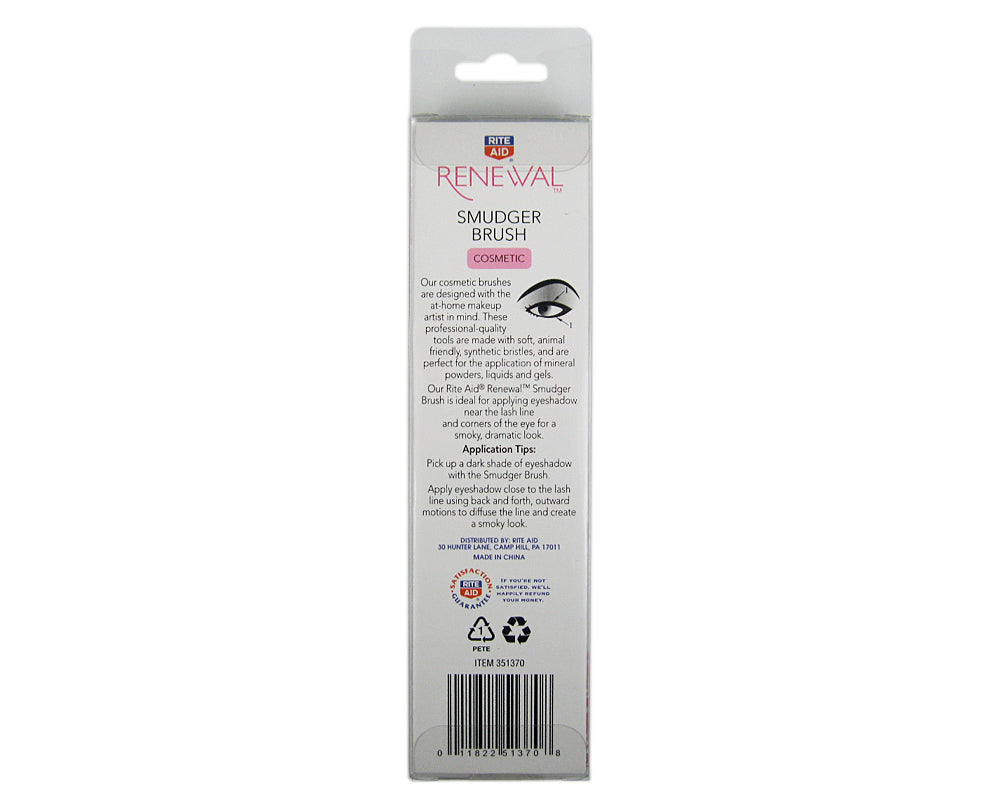 RITE
AID
®
RENEWAL™
SMUDGER
BRUSH
COSMETIC
Our cosmetic brushes
are designed with the
at-home makeup
artist in mind. These
professional-quality
tools are made with soft, animal
friendly, synthetic bristles, and are
perfect for the application of mineral
powders, liquids and gels.
1
1
Our Rite Aid® Renewal™ Smudger
Brush is ideal for applying eyeshadow
near the lash line
and corners of the eye for a
smoky, dramatic look.
Application Tips:
Pick up a dark shade of eyeshadow
with the Smudger Brush.
Apply eyeshadow close to the lash
line using back and forth, outward
motions to diffuse the line and create
a smoky look.
DISTRIBUTED BY: RITE AID
30 HUNTER LANE, CAMP HILL, PA 17011
MADE IN CHINA
SATISFACTION
RITE
AID
®
GUARANTEE
IF YOU'RE NOT
SATISFIED, WE'LL
HAPPILY REFUND
YOUR MONEY.
1
PETE
ITEM 351370
0 11822 51370 8